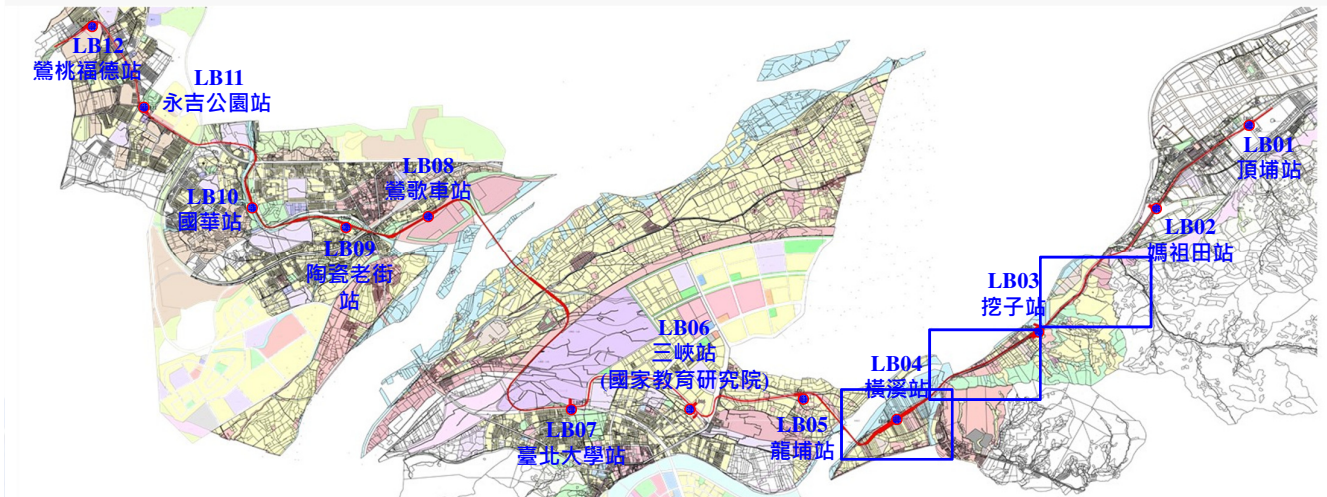 LB12
鶯桃福德站
LB11
永吉公園站
LB10
國華站
LB09
陶瓷老街
站
LB08
鶯歌車站
LB07
臺北大學站
LB06
三峽站
(國家教育研究院)
LB05
龍埔站
LB04
橫溪站
LB03
挖子站
LB02
媽祖田站
LB01
頂埔站